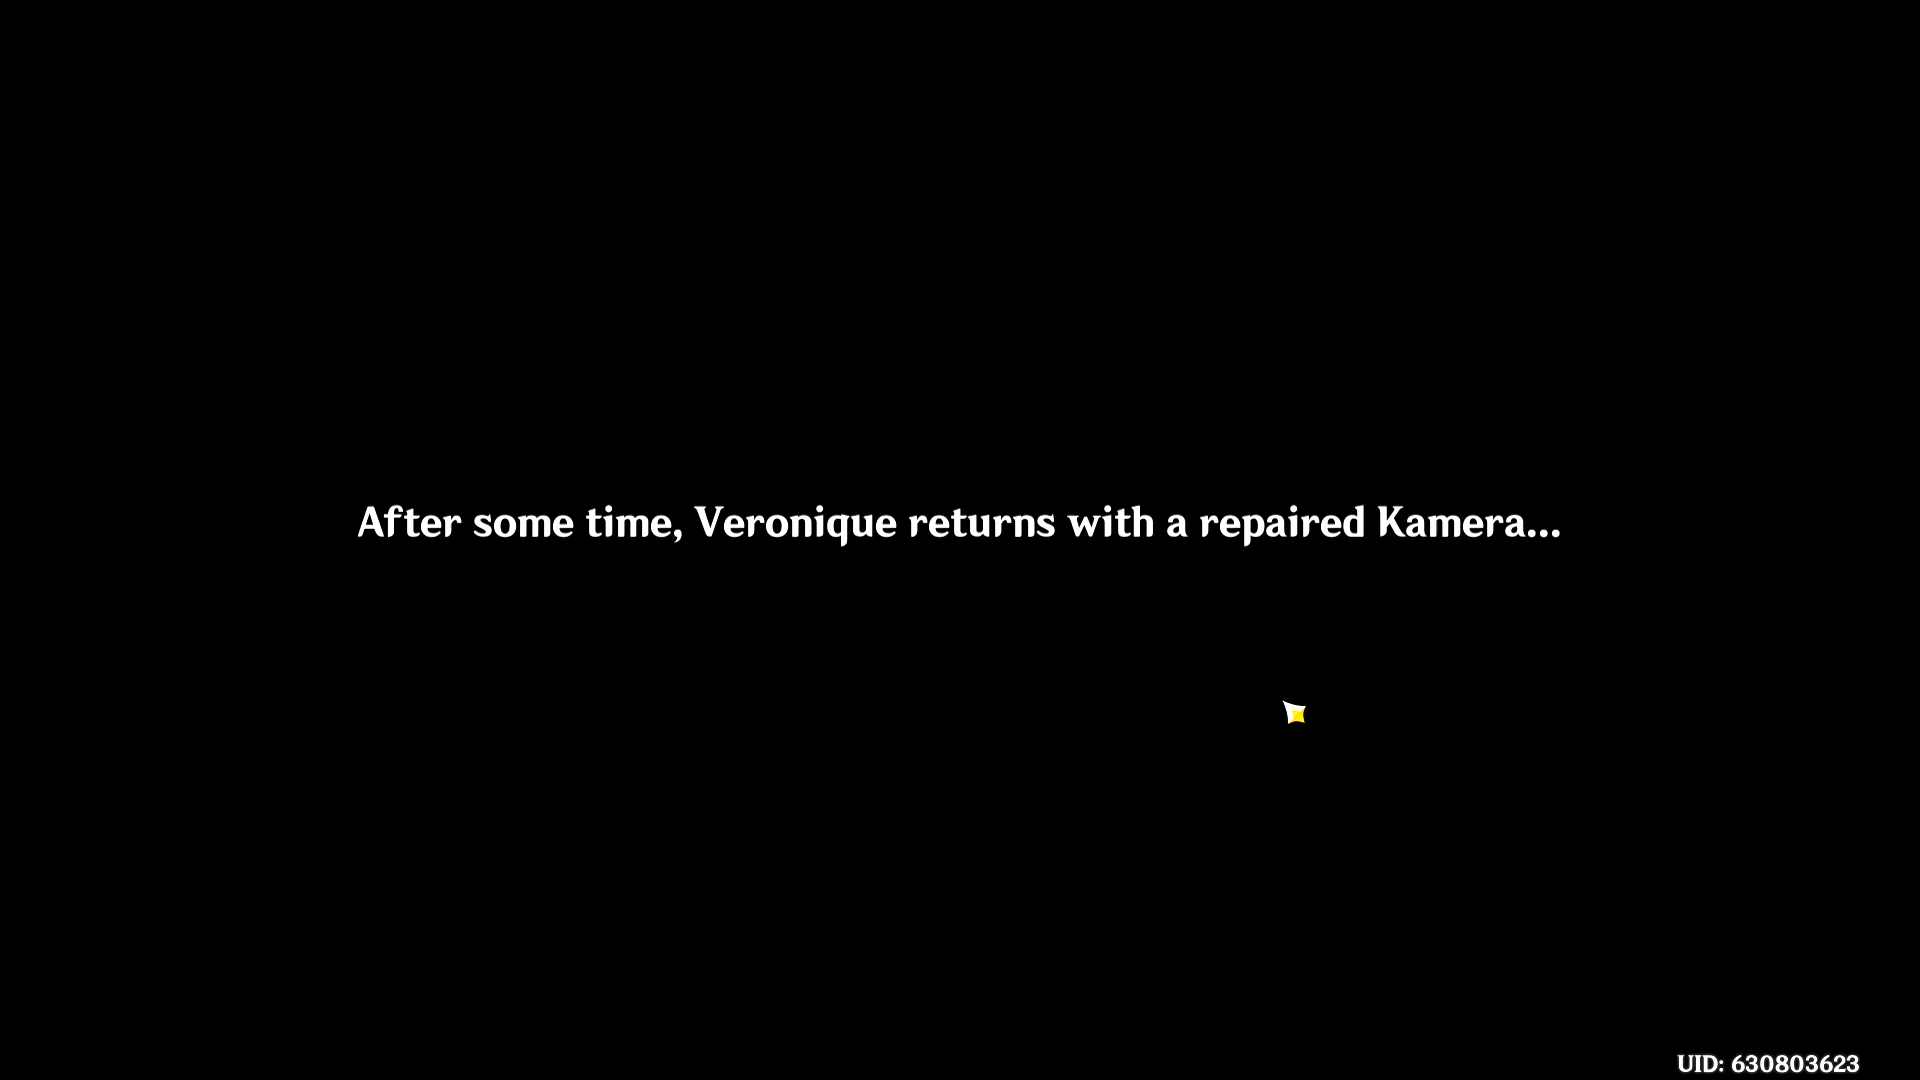 After some time, Veronique returns with a repaired Kamera...
UID: 630803623